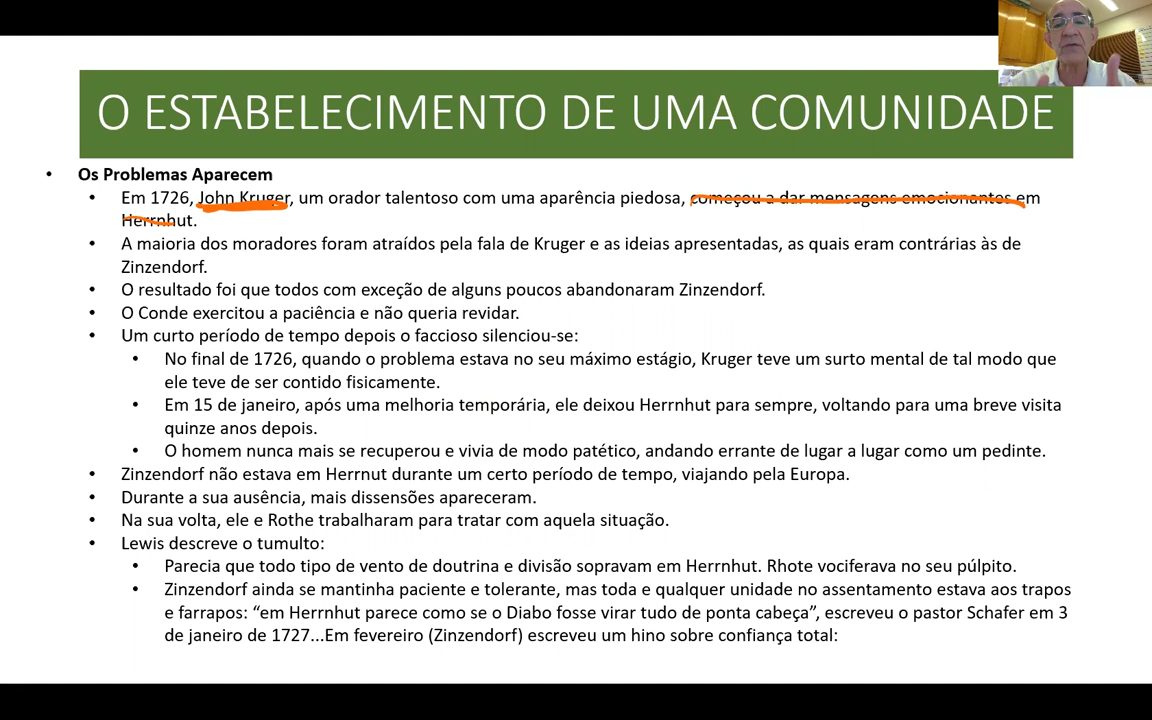 O ESTABELECIMENTO DE UMA COMUNIDADE
• Os Problemas Aparecem
• Em 1726, John Kruger, um orador talentoso com uma aparência piedosa, começou a dar mensagens emocionantes em
Herrnhut.
• A maioria dos moradores foram atraídos pela fala de Kruger e as ideias apresentadas, as quais eram contrárias às de
Zinzendorf.
• O resultado foi que todos com exceção de alguns poucos abandonaram Zinzendorf.
• O Conde exercitou a paciência e não queria revidar.
• Um curto período de tempo depois o faccioso silenciou-se:
• No final de 1726, quando o problema estava no seu máximo estágio, Kruger teve um surto mental de tal modo que
ele teve de ser contido fisicamente.
• Em 15 de janeiro, após uma melhoria temporária, ele deixou Herrnhut para sempre, voltando para uma breve visita
quinze anos depois.
• O homem nunca mais se recuperou e vivia de modo patético, andando errante de lugar a lugar como um pedinte.
• Zinzendorf não estava em Herrnut durante um certo período de tempo, viajando pela Europa.
• Durante a sua ausência, mais dissensões apareceram.
• Na sua volta, ele e Rothe trabalharam para tratar com aquela situação.
• Lewis descreve o tumulto:
• Parecia que todo tipo de vento de doutrina e divisão sopravam em Herrnhut. Rhote vociferava no seu púlpito.
• Zinzendorf ainda se mantinha paciente e tolerante, mas toda e qualquer unidade no assentamento estava aos trapos
e farrapos: “em Herrnhut parece como se o Diabo fosse virar tudo de ponta cabeça”, escreveu o pastor Schafer em 3
de janeiro de 1727...Em fevereiro (Zinzendorf) escreveu um hino sobre confiança total: